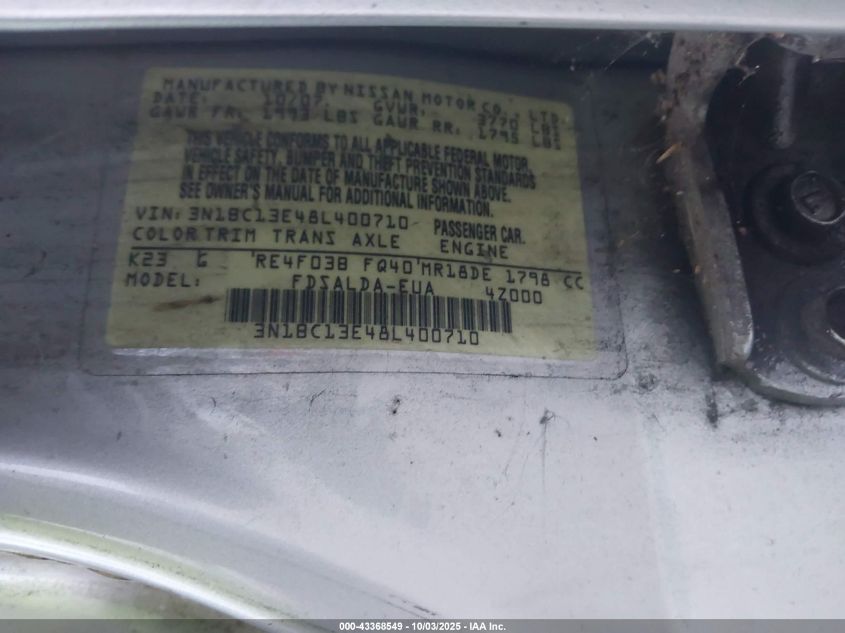 MANUFACTURED BY NISSAN MOTOR CO., LTD.
DATE: 10/07 GVWR: 3770 LBS
GAWR FR: 1993 LBS GAWR RR: 1795 LBS
THIS VEHICLE CONFORMS TO ALL APPLICABLE FEDERAL MOTOR
VEHICLE SAFETY, BUMPER AND THEFT PREVENTION STANDARDS
IN EFFECT ON THE DATE OF MANUFACTURE SHOWN ABOVE.
SEE OWNER'S MANUAL FOR ADDITIONAL INFORMATION.
VIN: 3N1BC13E48L400710 PASSENGER CAR.
COLOR TRIM TRANS AXLE ENGINE
K23 G RE4F03B FQ40 MR18DE 1798 CC
MODEL: FDSALDA-EUA 4Z000
3N1BC13E48L400710
000-43368549 - 10/03/2025 - IAA Inc.